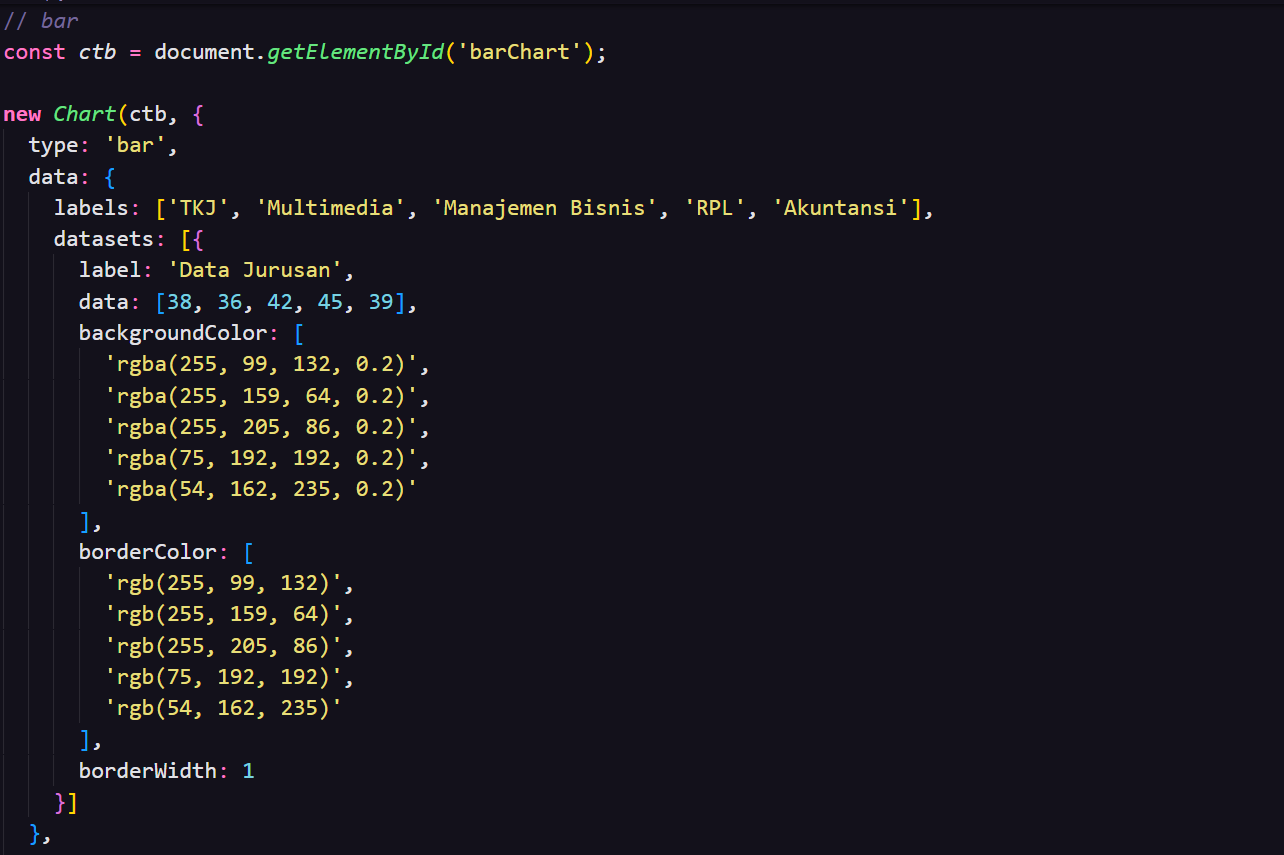 // bar
const ctb = document.getElementById('barChart');
new Chart(ctb, {
type: 'bar',
data: {
labels: ['TKJ', 'Multimedia', 'Manajemen Bisnis', 'RPL', 'Akuntansi'],
datasets: [{
label: 'Data Jurusan',
data: [38, 36, 42, 45, 39],
backgroundColor: [
'rgba(255, 99, 132, 0.2)',
'rgba(255, 159, 64, 0.2)',
'rgba(255, 205, 86, 0.2)',
'rgba(75, 192, 192, 0.2)',
'rgba(54, 162, 235, 0.2)'
],
borderColor: [
'rgb(255, 99, 132)',
'rgb(255, 159, 64)',
'rgb(255, 205, 86)',
'rgb(75, 192, 192)',
'rgb(54, 162, 235)'
],
borderWidth: 1
}]
},